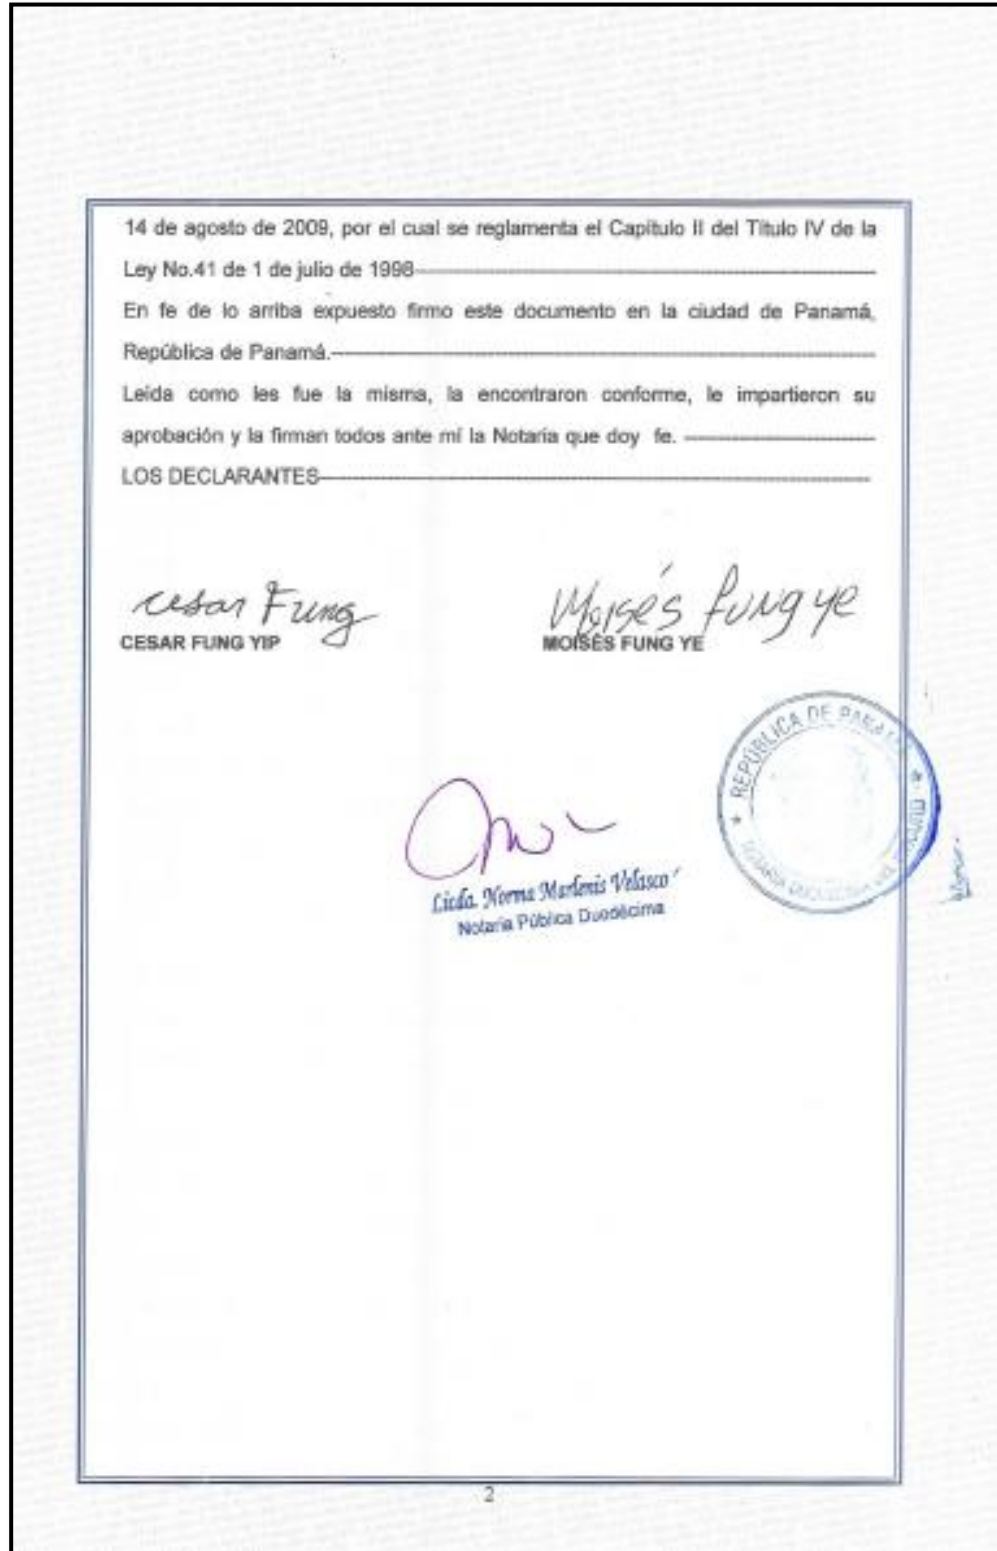 14 de agosto de 2009, por el cual se reglamenta el Capítulo II del Título IV de la
Ley No.41 de 1 de julio de 1998
En fe de lo arriba expuesto firmo este documento en la ciudad de Panamá,
República de Panamá.
Leida como les fue la misma, la encontraron conforme, le impartieron su
aprobación y la firman todos ante mí la Notaria que doy fe.
LOS DECLARANTES
Cesar Fung
Moisés Fung Ye
CESAR FUNG YIP
MOISÉS FUNG YE
REPÚBLICA DE PANAMÁ
NOTARIA DUODECIMA
Licda. Norma Marlenis Velasco
Notaria Pública Duodécima
2